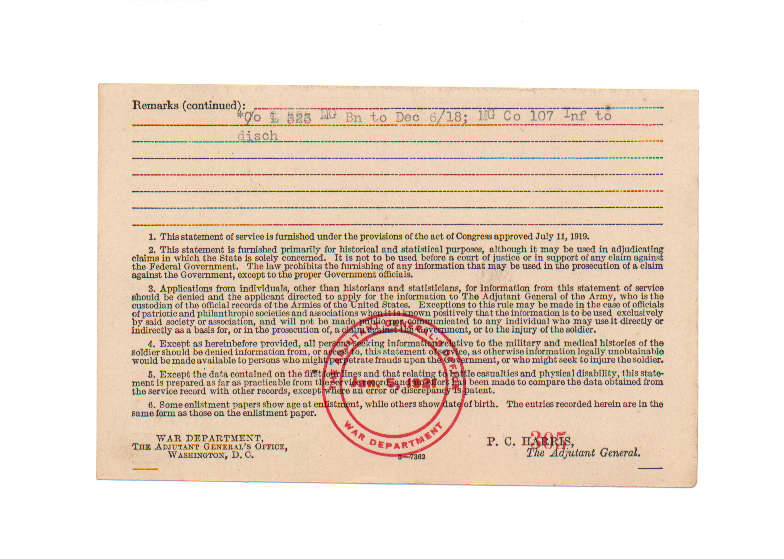 Remarks (continued):
Bn to Dec 6/18; MG Co 107 Inf to
disch
1. This statement of service is furnished under the provisions of the act of Congress approved July 11, 1919.
2. This statement is furnished primarily for historical and statistical purposes, although it may be used in adjudicating
claims in which the State is solely concerned. It is not to be used before a court of justice or in support of any claim against
the Federal Government. The law prohibits the furnishing of any information that may be used in the prosecution of a claim
against the Government, except to the proper Government officials.
3. Applications from individuals, other than historians and statisticians, for information from this statement of service
should be denied and the applicant directed to apply for the information to The Adjutant General of the Army, who is the
custodian of the official records of the Armies of the United States. Exceptions to this rule may be made in the case of officials
of patriotic and philanthropic societies and associations when it is known positively that the information is to be used exclusively
by said society or association, and will not be made public nor communicated to any individual who may use it directly or
indirectly as a basis for, or in the prosecution of, a claim against the Government, or to the injury of the soldier.
4. Except as hereinbefore provided, all persons seeking information relative to the military and medical histories of the
soldier should be denied information from, or access to, this statement of service, as otherwise information legally unobtainable
would be made available to persons who might perpetrate frauds upon the Government, or who might seek to injure the soldier.
5. Except the data contained on the first four lines and that relating to battle casualties and physical disability, this state-
ment is prepared as far as practicable from the service record. No effort has been made to compare the data obtained from
the service record with other records, except where an error or discrepancy is patent.
6. Some enlistment papers show age at enlistment, while others show date of birth. The entries recorded herein are in the
same form as those on the enlistment paper.
THE ADJUTANT GENERAL'S OFFICE
Jan. 5, 1921
WAR DEPARTMENT
WAR DEPARTMENT,
THE ADJUTANT GENERAL'S OFFICE,
WASHINGTON, D. C.
3—7363
P. C. HARRIS,
305
The Adjutant General.